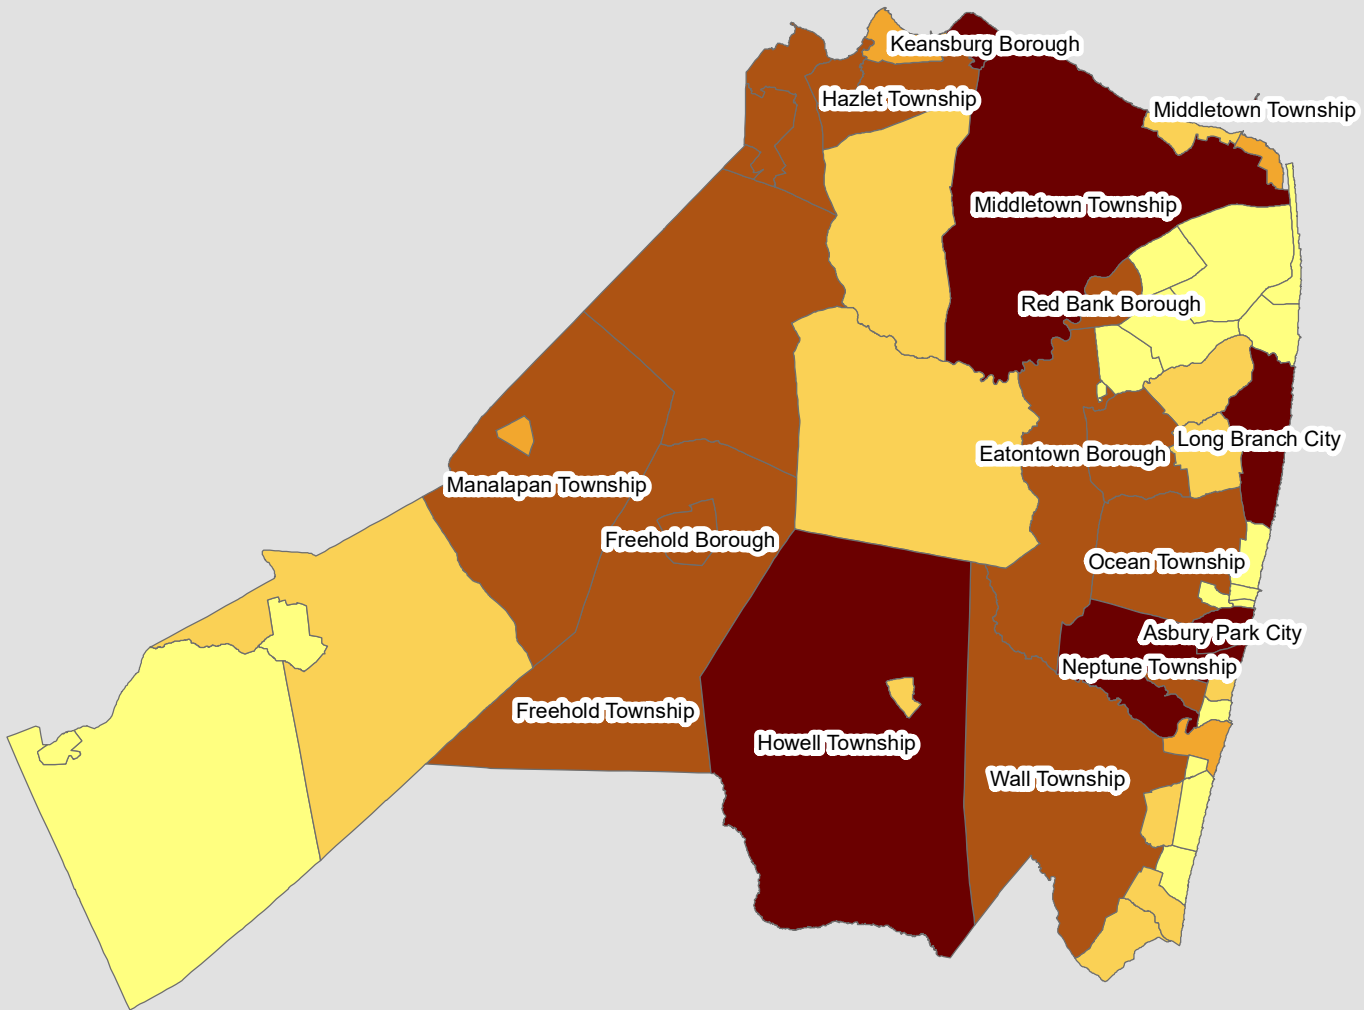 Keansburg Borough
Hazlet Township
Middletown Township
Middletown Township
Red Bank Borough
Long Branch City
Eatontown Borough
Manalapan Township
Freehold Borough
Ocean Township
Asbury Park City
Neptune Township
Freehold Township
Howell Township
Wall Township